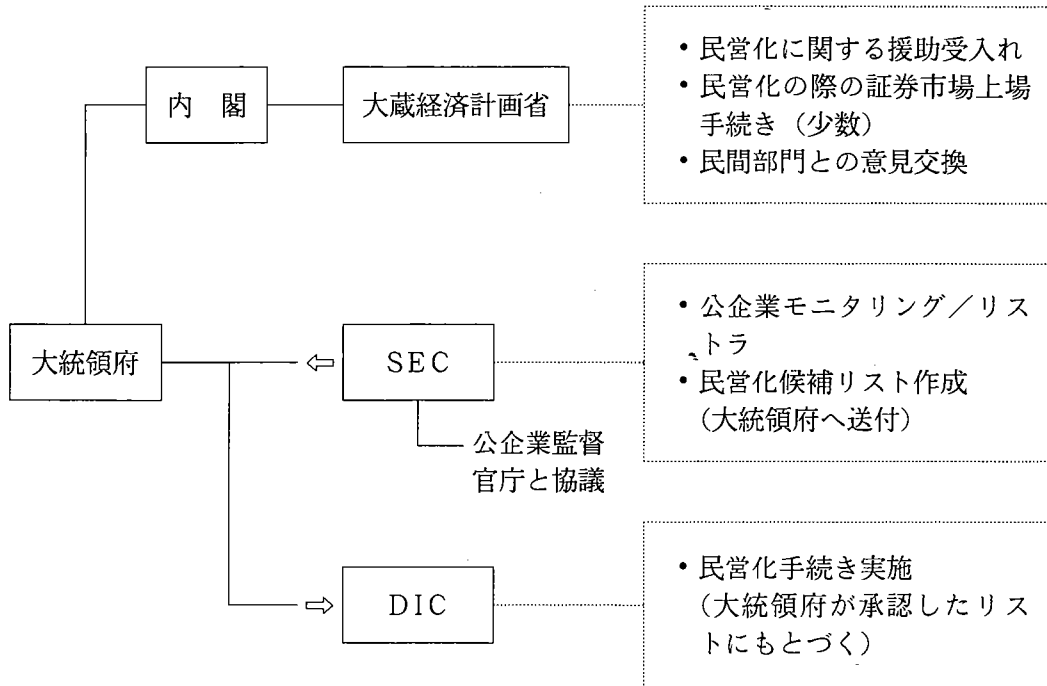 内　閣
大蔵経済計画省
・民営化に関する援助受入れ
・民営化の際の証券市場上場
手続き（少数）
・民間部門との意見交換
大統領府
SEC
公企業監督
官庁と協議
・公企業モニタリング／リス
トラ
・民営化候補リスト作成
（大統領府へ送付）
DIC
・民営化手続き実施
（大統領府が承認したリス
トにもとづく）